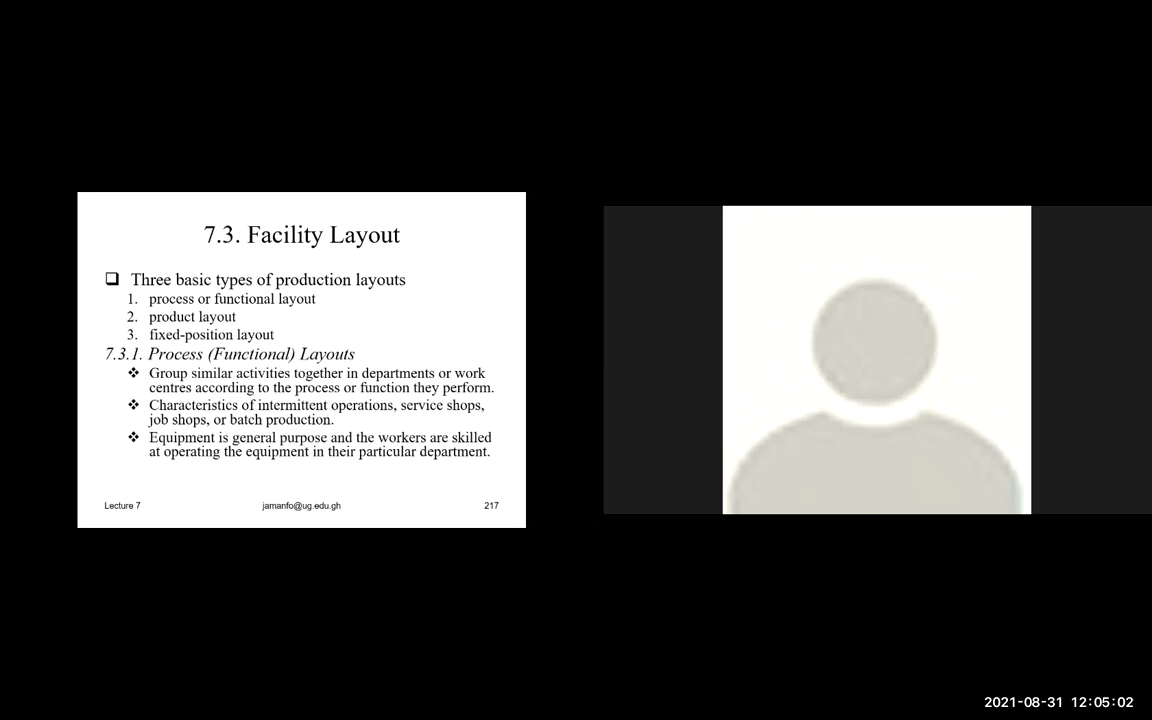 7.3. Facility Layout
❑ Three basic types of production layouts
1. process or functional layout
2. product layout
3. fixed-position layout
7.3.1. Process (Functional) Layouts
❖ Group similar activities together in departments or work
centres according to the process or function they perform.
❖ Characteristics of intermittent operations, service shops,
job shops, or batch production.
❖ Equipment is general purpose and the workers are skilled
at operating the equipment in their particular department.
Lecture 7 jamanfo@ug.edu.gh 217
2021-08-31 12:05:02